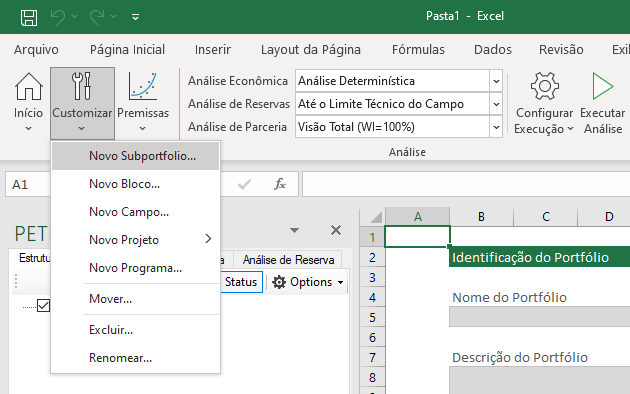 Pasta1 - Excel
Arquivo Página Inicial Inserir Layout da Página Fórmulas Dados Revisão Exil
Início Customizar Premissas
Análise Econômica Análise Determinística
Análise de Reservas Até o Limite Técnico do Campo
Análise de Parceria Visão Total (WI=100%)
Configurar Execução
Executar Análise
Análise
A1
fx
Novo Subportfolio...
Novo Bloco...
Novo Campo...
Novo Projeto
Novo Programa...
Mover...
Excluir...
Renomear...
PET
Estrutu a Análise de Reserva
Status Options
A B C D
1
2 Identificação do Portfólio
3
4 Nome do Portfólio
5
6
7 Descrição do Portfólio
8